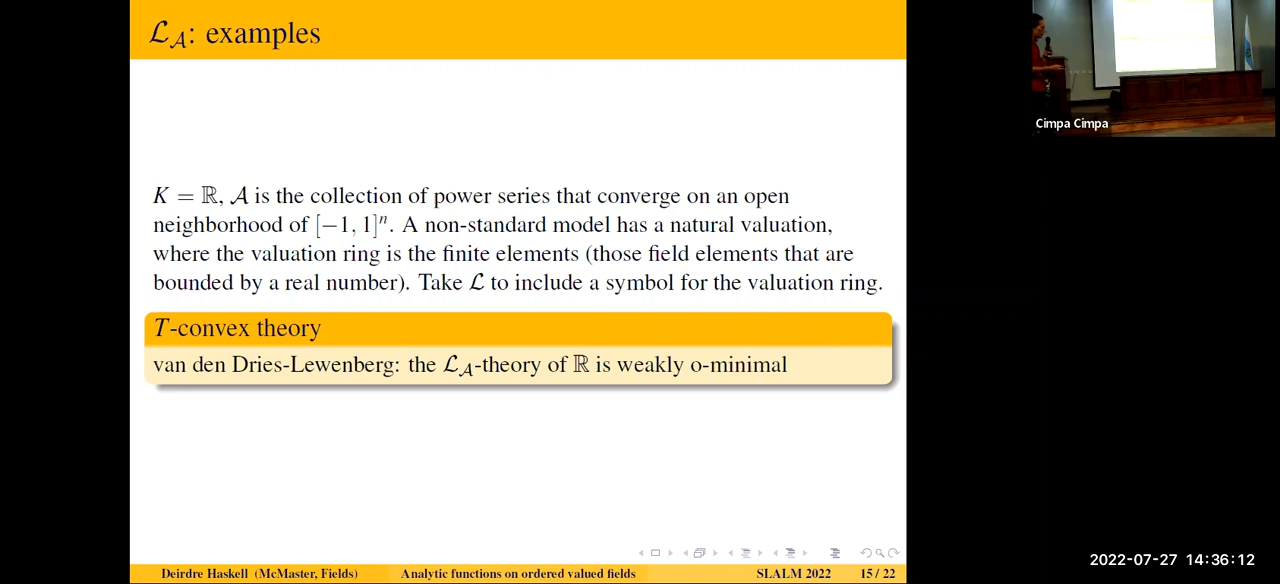 𝓛_𝒜: examples
Cimpa Cimpa
K = ℝ, 𝒜 is the collection of power series that converge on an open
neighborhood of [−1, 1]ⁿ. A non-standard model has a natural valuation,
where the valuation ring is the finite elements (those field elements that are
bounded by a real number). Take 𝓛 to include a symbol for the valuation ring.
T-convex theory
van den Dries-Lewenberg: the 𝓛_𝒜-theory of ℝ is weakly o-minimal
2022-07-27 14:36:12
Deirdre Haskell (McMaster, Fields) Analytic functions on ordered valued fields SLALM 2022 15 / 22